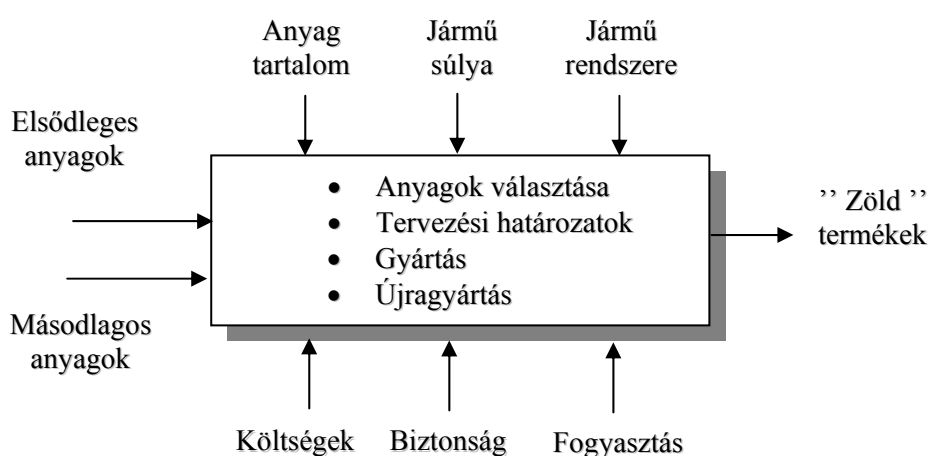 Anyag
tartalom
Jármű
súlya
Jármű
rendszere
Elsődleges
anyagok
• Anyagok választása
• Tervezési határozatok
• Gyártás
• Újragyártás
’’ Zöld ’’
termékek
Másodlagos
anyagok
Költségek
Biztonság
Fogyasztás